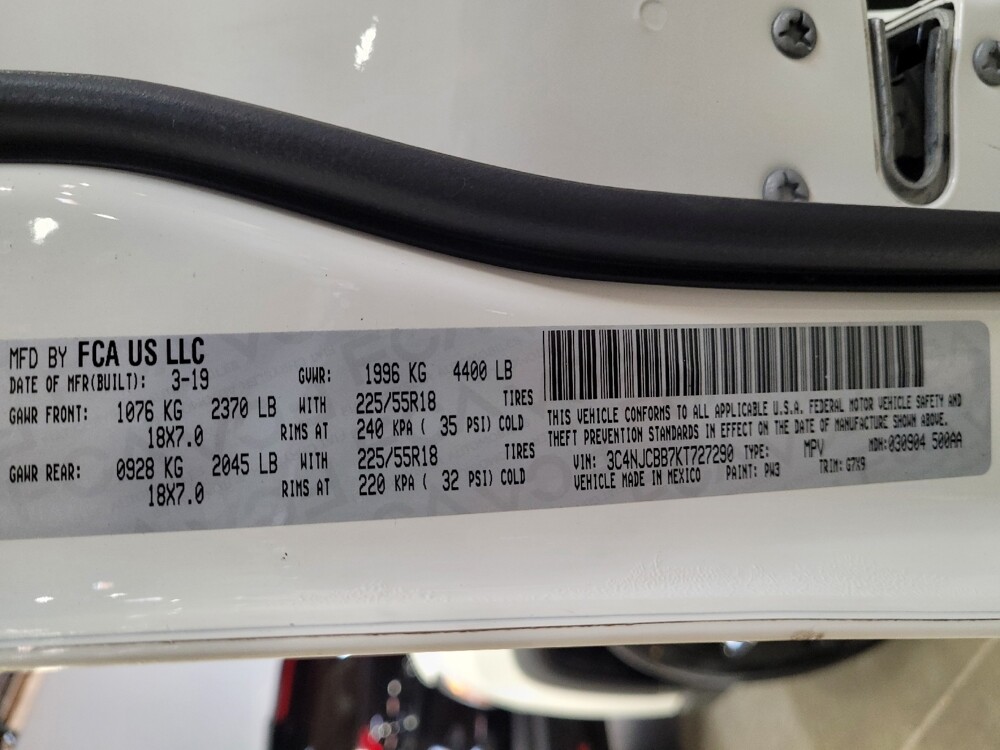 MFD BY FCA US LLC
DATE OF MFR(BUILT): 3-19 GVWR: 1996 KG 4400 LB
GAWR FRONT: 1076 KG 2370 LB WITH 225/55R18 TIRES
18X7.0 RIMS AT 240 KPA ( 35 PSI) COLD
GAWR REAR: 0928 KG 2045 LB WITH 225/55R18 TIRES
18X7.0 RIMS AT 220 KPA ( 32 PSI) COLD
THIS VEHICLE CONFORMS TO ALL APPLICABLE U.S.A. FEDERAL MOTOR VEHICLE SAFETY AND
THEFT PREVENTION STANDARDS IN EFFECT ON THE DATE OF MANUFACTURE SHOWN ABOVE.
VIN: 3C4NJCBB7KT727290 TYPE: MPV MDH:030904 500AA
VEHICLE MADE IN MEXICO PAINT: PW3 TRIM: G7X9